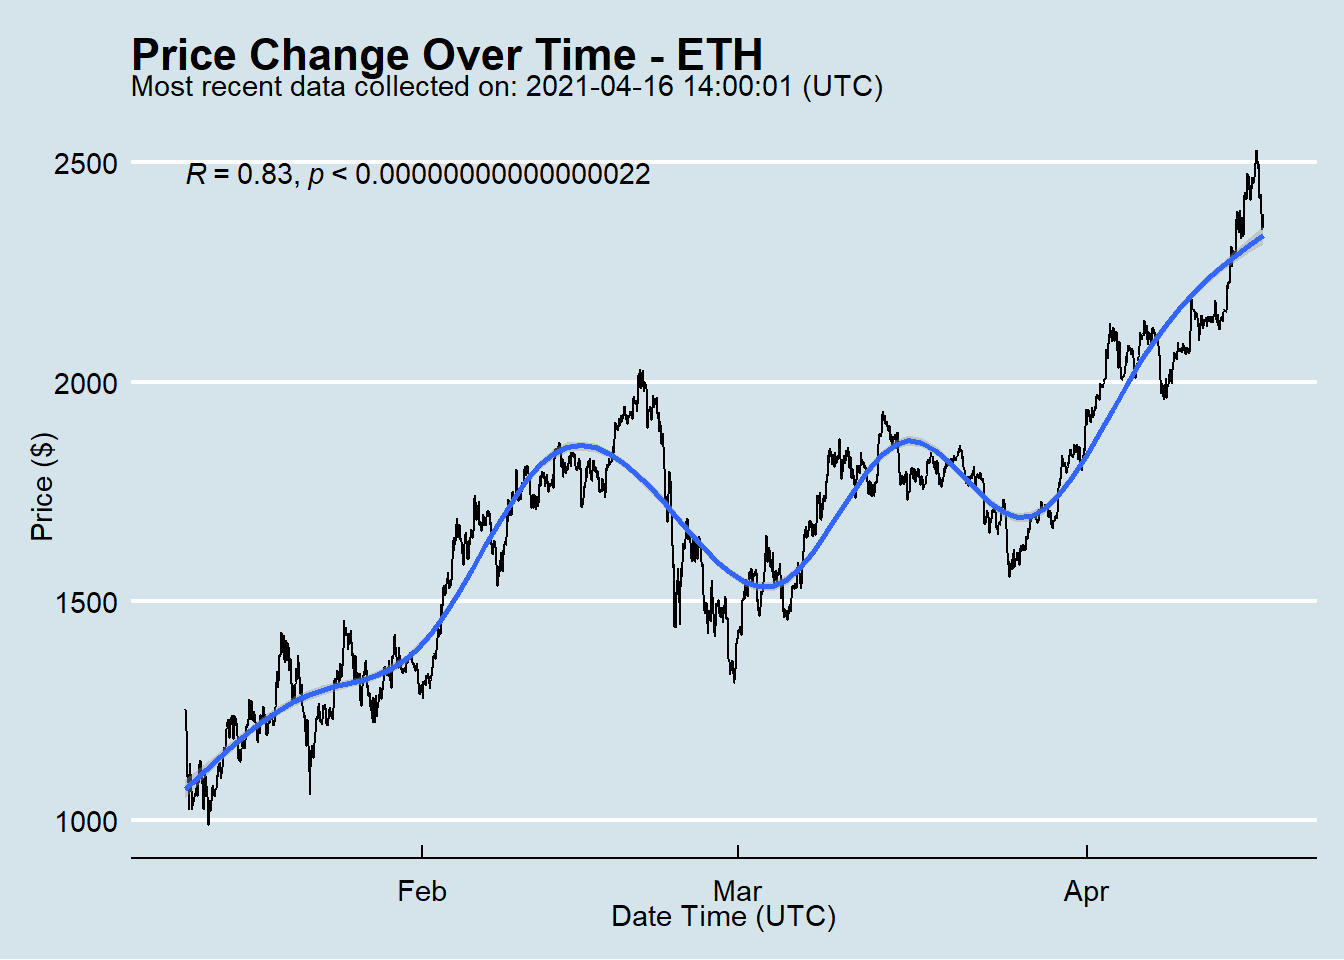 Price Change Over Time - ETH
Most recent data collected on: 2021-04-16 14:00:01 (UTC)
R = 0.83, p < 0.00000000000000022
2500
2000
1500
1000
Price ($)
Feb Mar Apr
Date Time (UTC)